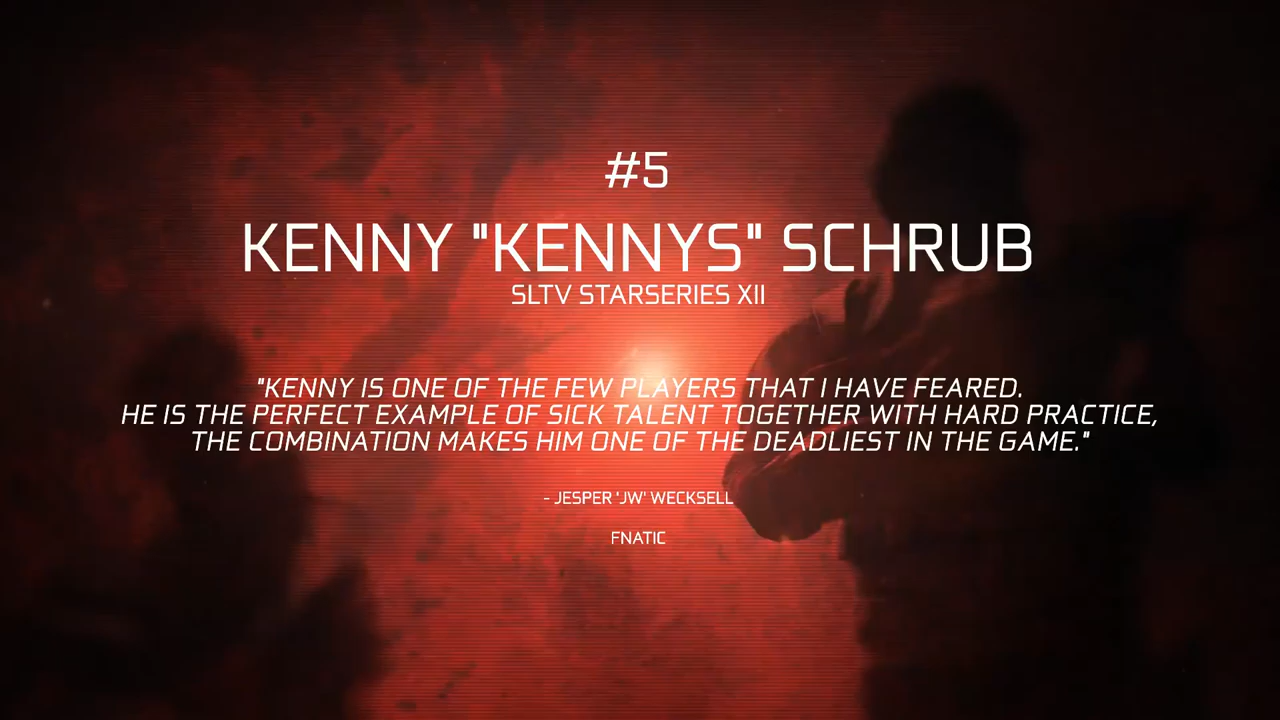 #5
KENNY "KENNYS" SCHRUB
SLTV STARSERIES XII
"KENNY IS ONE OF THE FEW PLAYERS THAT I HAVE FEARED.
HE IS THE PERFECT EXAMPLE OF SICK TALENT TOGETHER WITH HARD PRACTICE,
THE COMBINATION MAKES HIM ONE OF THE DEADLIEST IN THE GAME."
- JESPER 'JW' WECKSELL
FNATIC